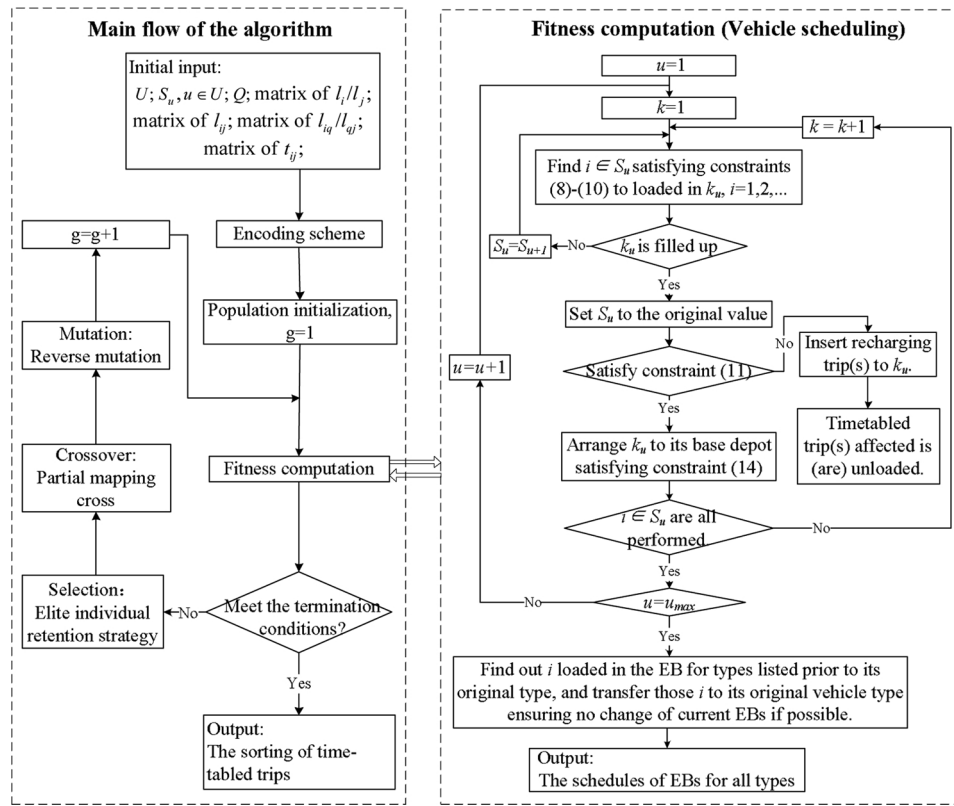 Main flow of the algorithm
Initial input:
U; S_u, u ∈ U; Q; matrix of l_i/l_j;
matrix of l_ij; matrix of l_iq/l_qj;
matrix of t_ij;
g=g+1
Encoding scheme
Population initialization,
g=1
Mutation:
Reverse mutation
Crossover:
Partial mapping
cross
Fitness computation
Selection:
Elite individual
retention strategy
No
Meet the termination
conditions?
Yes
Output:
The sorting of time-
tabled trips
Fitness computation (Vehicle scheduling)
u=1
k=1
k = k+1
Find i ∈ S_u satisfying constraints
(8)-(10) to loaded in k_u, i=1,2,...
S_u=S_u+1
No
k_u is filled up
Yes
Set S_u to the original value
No
Insert recharging
trip(s) to k_u.
u=u+1
Satisfy constraint (11)
Yes
Timetabled
trip(s) affected is
(are) unloaded.
Arrange k_u to its base depot
satisfying constraint (14)
i ∈ S_u are all
performed.
No
Yes
No
u=u_max
Yes
Find out i loaded in the EB for types listed prior to its
original type, and transfer those i to its original vehicle type
ensuring no change of current EBs if possible.
Output:
The schedules of EBs for all types